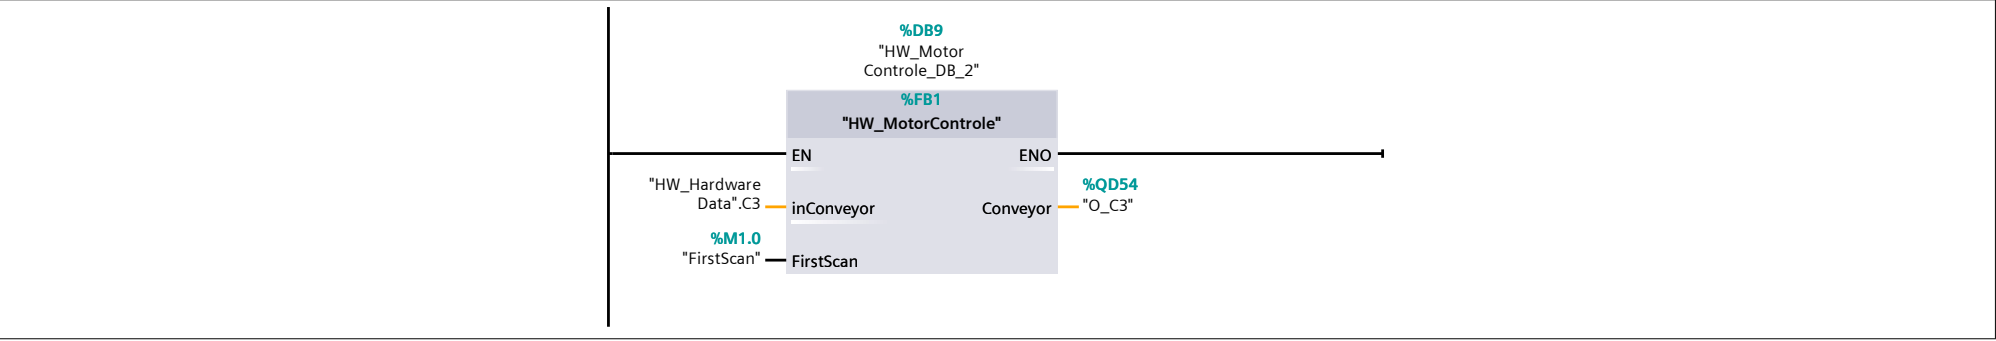 %DB9
"HW_Motor
Controle_DB_2"
%FB1
"HW_MotorControle"
EN
ENO
"HW_Hardware
Data".C3
inConveyor
Conveyor
%QD54
"O_C3"
%M1.0
"FirstScan"
FirstScan